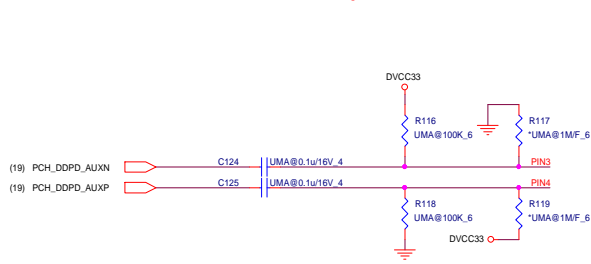 DVCC33
R116
UMA@100K_6
R117
*UMA@1M/F_6
(19) PCH_DDPD_AUXN C124 UMA@0.1u/16V_4 PIN3
(19) PCH_DDPD_AUXP C125 UMA@0.1u/16V_4 PIN4
R118
UMA@100K_6
R119
*UMA@1M/F_6
DVCC33